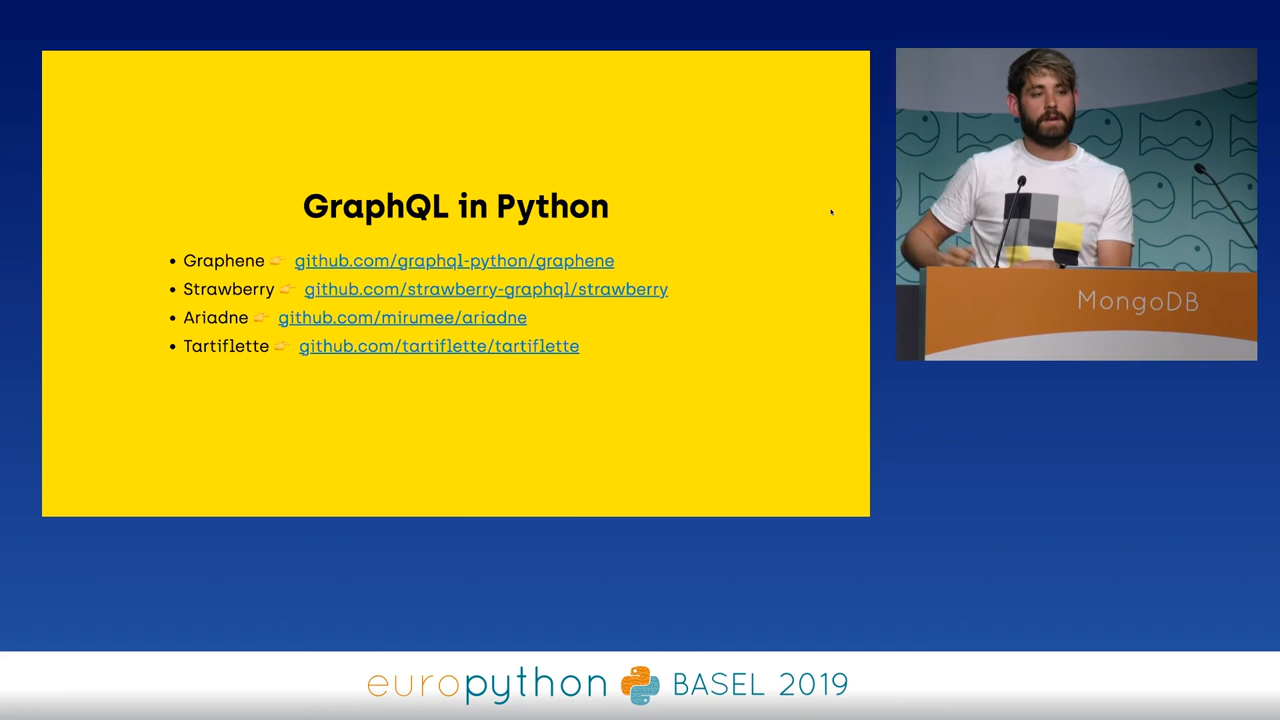 GraphQL in Python
• Graphene 👉 github.com/graphql-python/graphene
• Strawberry 👉 github.com/strawberry-graphql/strawberry
• Ariadne 👉 github.com/mirumee/ariadne
• Tartiflette 👉 github.com/tartiflette/tartiflette
MongoDB
europython BASEL 2019